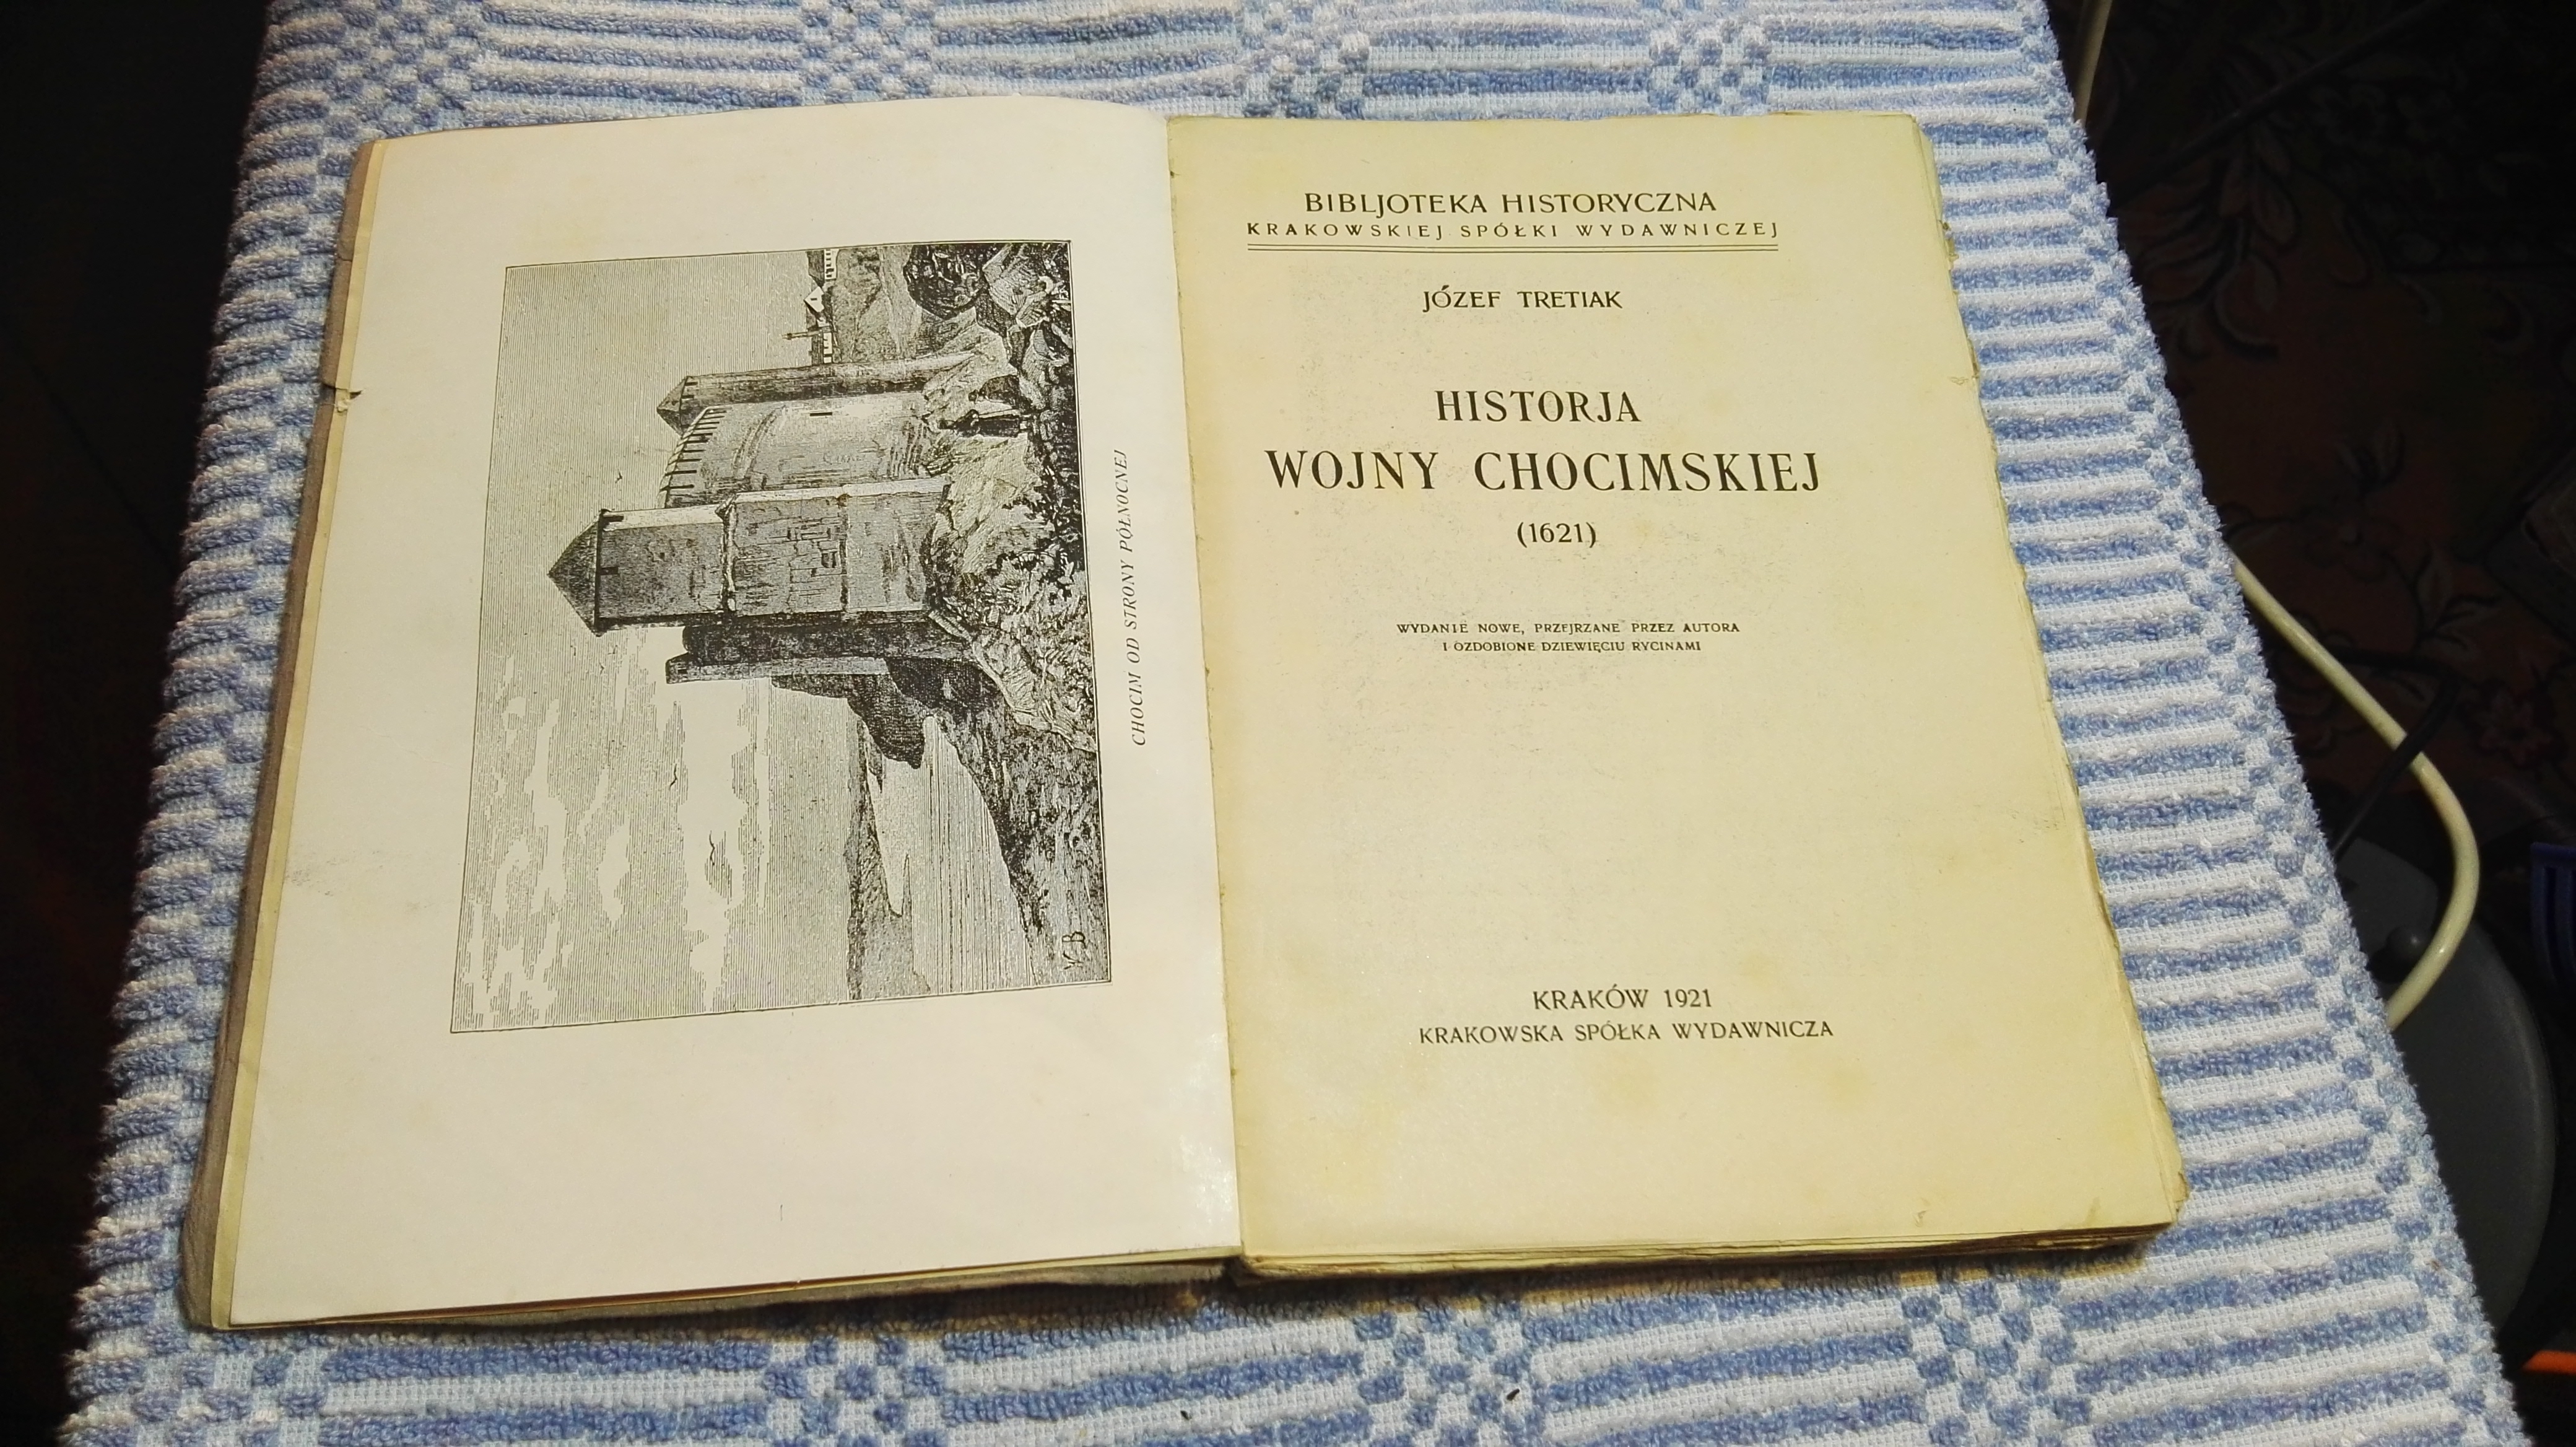 CHOCIM OD STRONY PÓŁNOCNEJ
BIBLJOTEKA HISTORYCZNA
KRAKOWSKIEJ SPÓŁKI WYDAWNICZEJ
JÓZEF TRETIAK
HISTORJA
WOJNY CHOCIMSKIEJ
(1621)
WYDANIE NOWE, PRZEJRZANE PRZEZ AUTORA
I OZDOBIONE DZIEWIĘCIU RYCINAMI
KRAKÓW 1921
KRAKOWSKA SPÓŁKA WYDAWNICZA